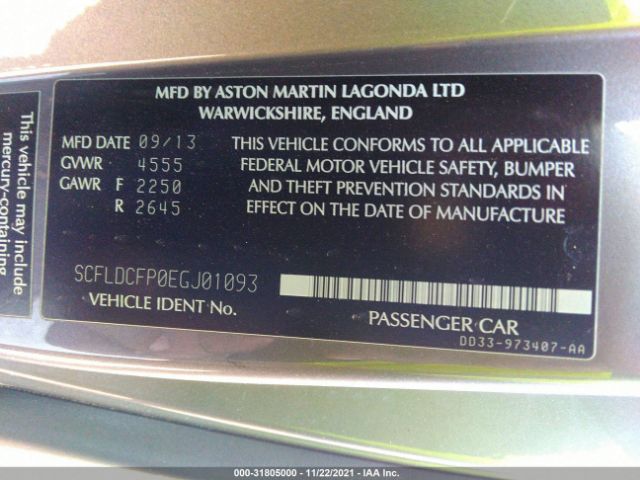 MFD BY ASTON MARTIN LAGONDA LTD
WARWICKSHIRE, ENGLAND
MFD DATE 09/13
GVWR 4555
GAWR F 2250
R 2645
THIS VEHICLE CONFORMS TO ALL APPLICABLE
FEDERAL MOTOR VEHICLE SAFETY, BUMPER
AND THEFT PREVENTION STANDARDS IN
EFFECT ON THE DATE OF MANUFACTURE
SCFLDCFP0EGJ01093
VEHICLE IDENT NO.
PASSENGER CAR
DD33-973407-AA
This vehicle may include
mercury-containing
000-31805000 - 11/22/2021 - IAA Inc.